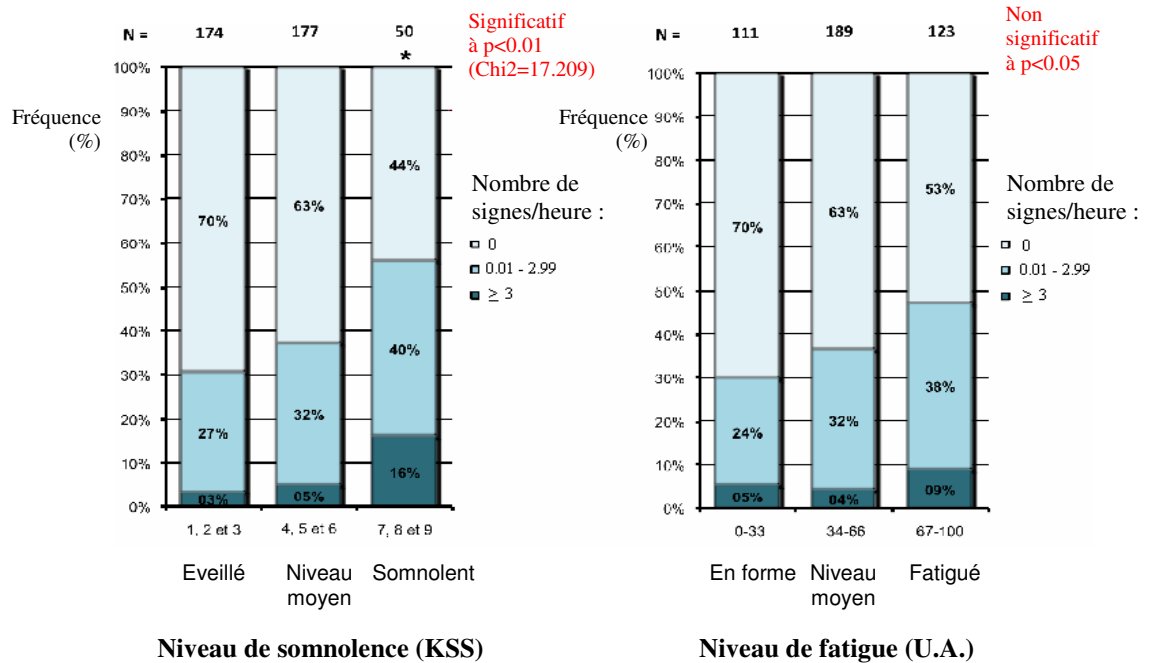 N = 174 177 50
*
Significatif
à p<0.01
(Chi2=17.209)
Fréquence
(%)
100%
90%
80%
70%
60%
50%
40%
30%
20%
10%
0%
70%
27%
03%
63%
32%
05%
44%
40%
16%
Nombre de
signes/heure :
0
0.01 - 2.99
≥ 3
1, 2 et 3 4, 5 et 6 7, 8 et 9
Eveillé Niveau moyen Somnolent
Niveau de somnolence (KSS)
N = 111 189 123
Non
significatif
à p<0.05
Fréquence
(%)
100%
90%
80%
70%
60%
50%
40%
30%
20%
10%
0%
70%
24%
05%
63%
32%
04%
53%
38%
09%
Nombre de
signes/heure :
0
0.01 - 2.99
≥ 3
0-33 34-66 67-100
En forme Niveau moyen Fatigué
Niveau de fatigue (U.A.)